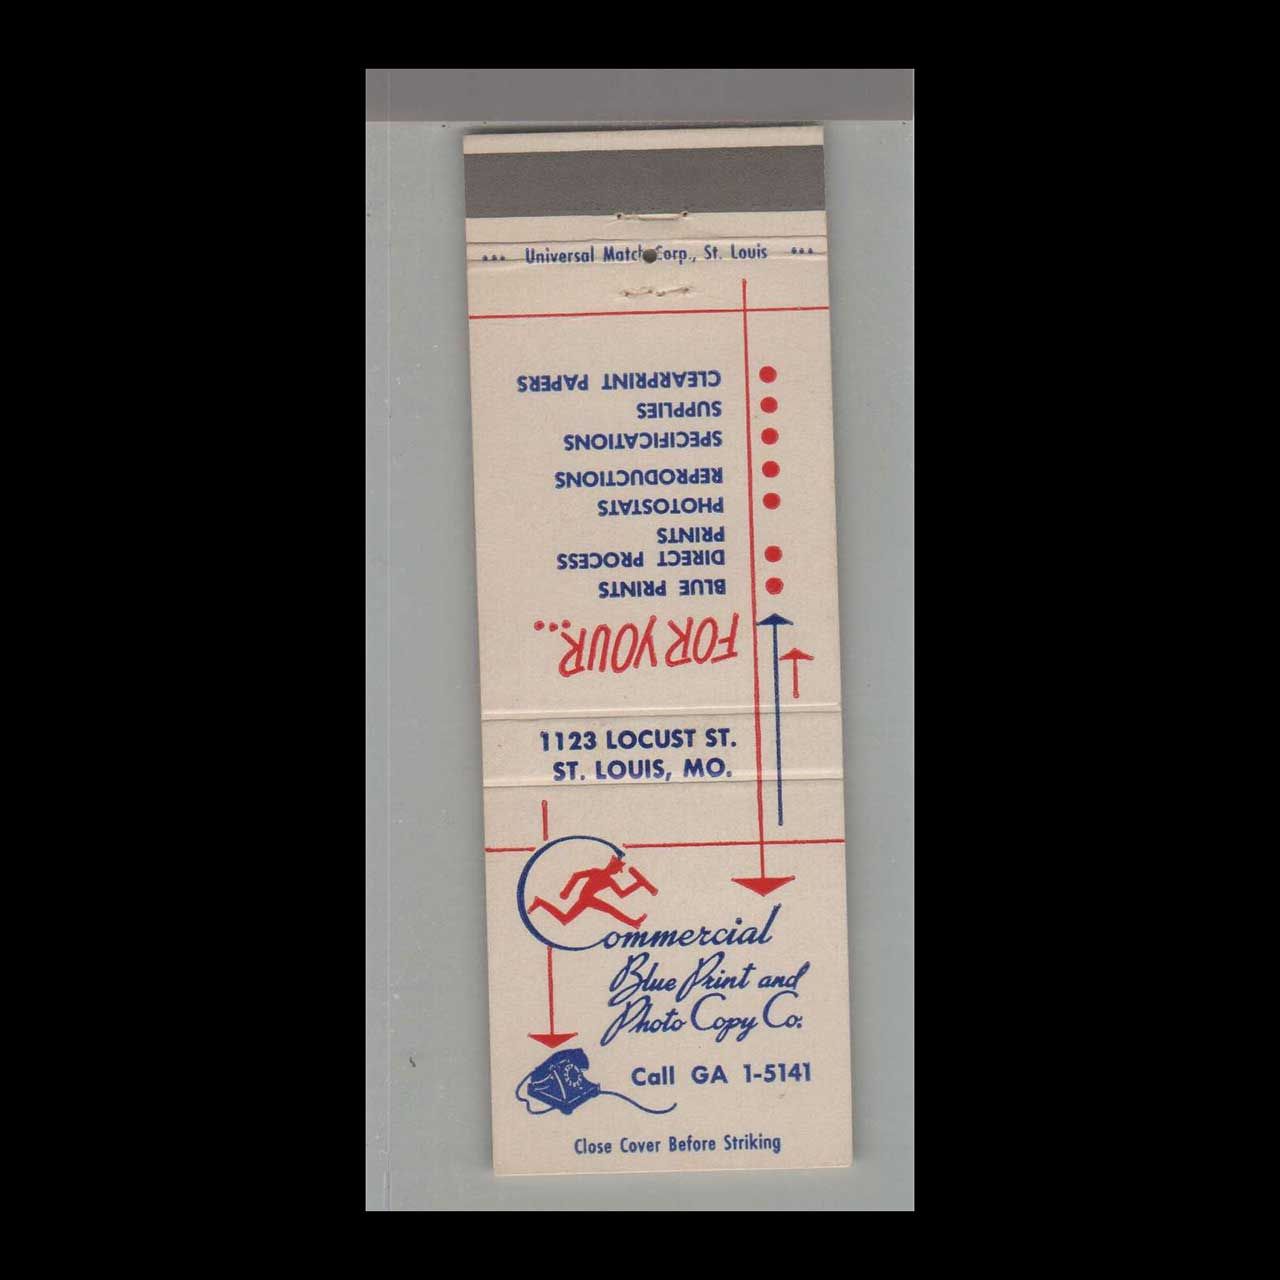 ••• Universal Match Corp., St. Louis •••
FOR YOUR...
BLUE PRINTS
DIRECT PROCESS
PRINTS
PHOTOSTATS
REPRODUCTIONS
SPECIFICATIONS
SUPPLIES
CLEARPRINT PAPERS
1123 LOCUST ST.
ST. LOUIS, MO.
Commercial
Blue Print and
Photo Copy Co.
Call GA 1-5141
Close Cover Before Striking